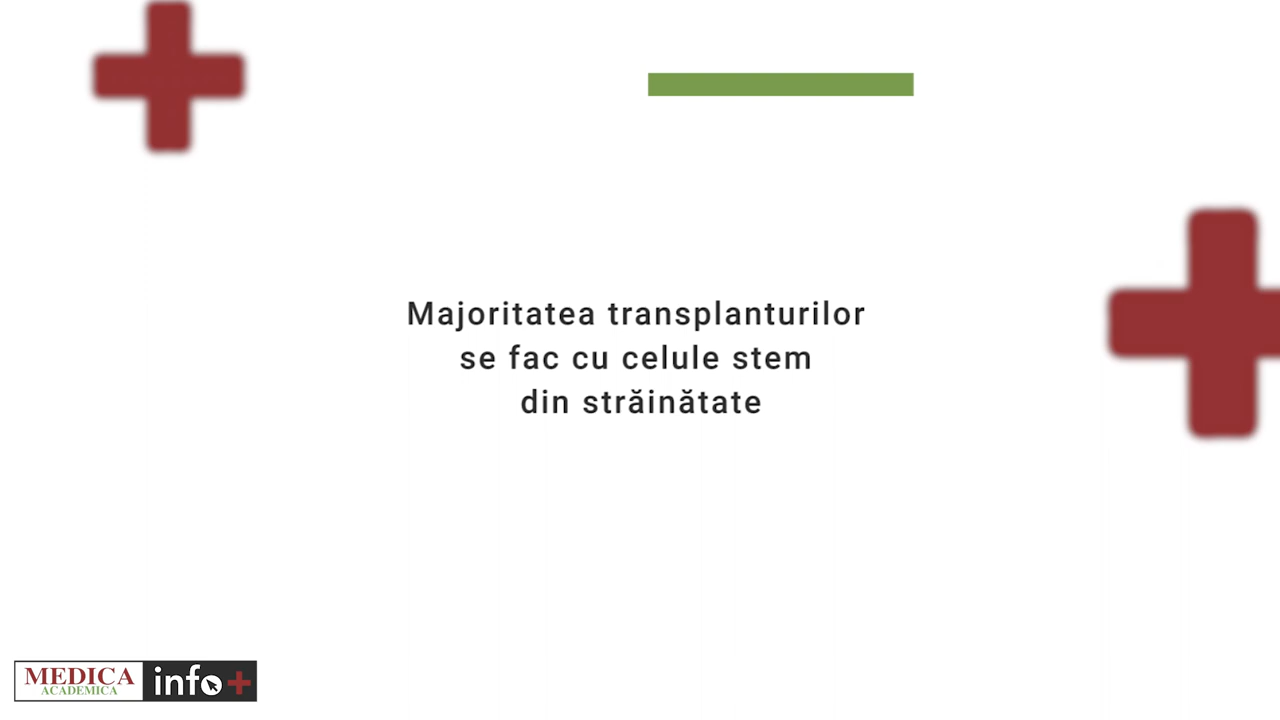 Majoritatea transplanturilor
se fac cu celule stem
din străinătate
MEDICA
ACADEMICA
info